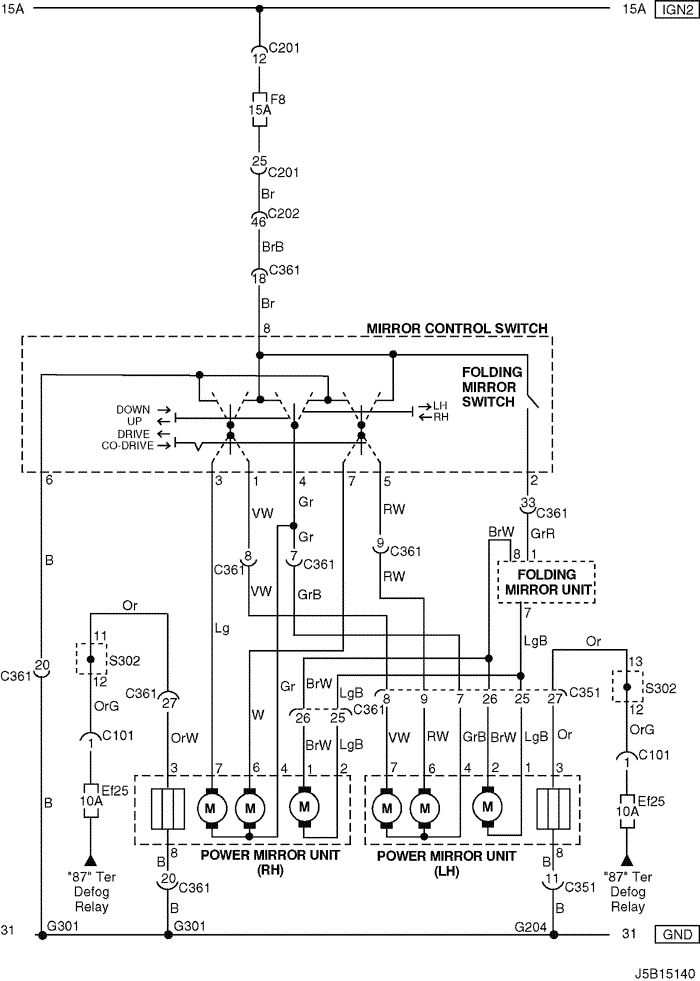 15A 15A IGN2
C201
12
F8
15A
25
C201
Br
C202
46
BrB
C361
18
Br
8 MIRROR CONTROL SWITCH
FOLDING
MIRROR
SWITCH
DOWN
UP
DRIVE
CO-DRIVE
LH
RH
6 3 1 4 7 5 2
Gr
VW
RW
33
C361
BrW
GrR
Gr
8 1
B
8
C361
7
C361
9
C361
FOLDING
MIRROR UNIT
VW
GrB
RW
7
Or
11
S302
12
Lg
LgB
Or
13
S302
12
20
C361
C361
27
OrG
Gr
BrW
LgB
8 9 7 26 25 27 C351
26 25 C361
OrG
W
C101
1
OrW
BrW
LgB
VW
RW
GrB
BrW
LgB
Or
C101
1
3 7 6 4 1 2 7 6 4 2 1 3
Ef25
10A
M M M M M M
Ef25
10A
B
8
POWER MIRROR UNIT
(RH)
POWER MIRROR UNIT
(LH)
8
B
20
C361
B
B
11
C351
B
"87" Ter
Defog
Relay
"87" Ter
Defog
Relay
31 G301 G301 G204 31 GND
J5B15140